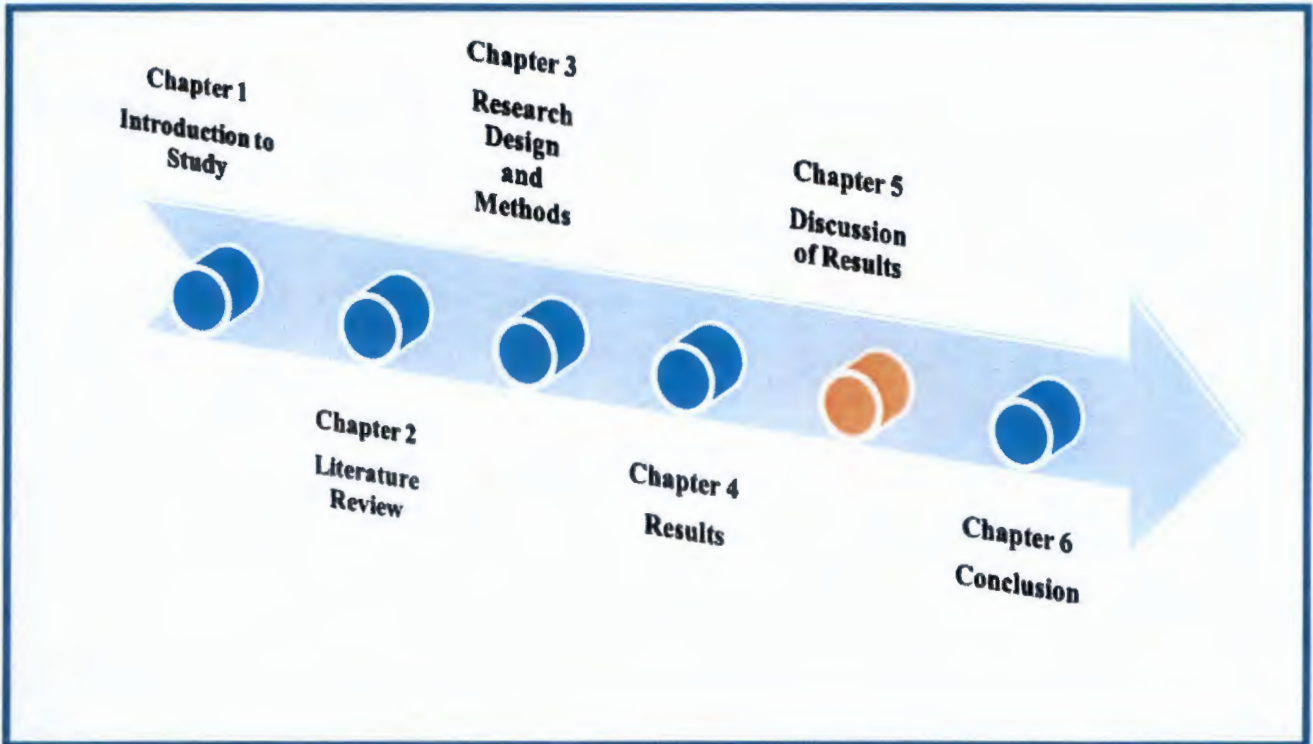 Chapter 1
Introduction to
Study
Chapter 2
Literature
Review
Chapter 3
Research
Design
and
Methods
Chapter 4
Results
Chapter 5
Discussion
of Results
Chapter 6
Conclusion